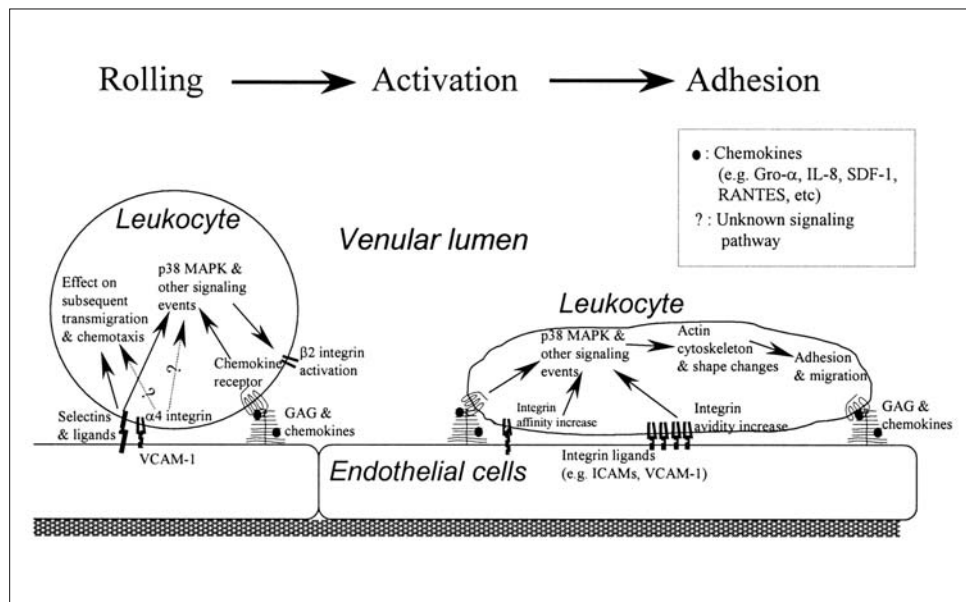 Rolling
Activation
Adhesion
● : Chemokines
(e.g. Gro-α, IL-8, SDF-1,
RANTES, etc)
? : Unknown signaling
pathway
Leukocyte
Venular lumen
p38 MAPK &
other signaling
events
Effect on
subsequent
transmigration
& chemotaxis
?
?
Chemokine
receptor
β2 integrin
activation
Selectins
& ligands
α4 integrin
VCAM-1
GAG &
chemokines
Leukocyte
p38 MAPK &
other signaling
events
Actin
cytoskeleton
& shape changes
Adhesion
& migration
Integrin
affinity increase
Integrin
avidity increase
GAG &
chemokines
Endothelial cells
Integrin ligands
(e.g. ICAMs, VCAM-1)